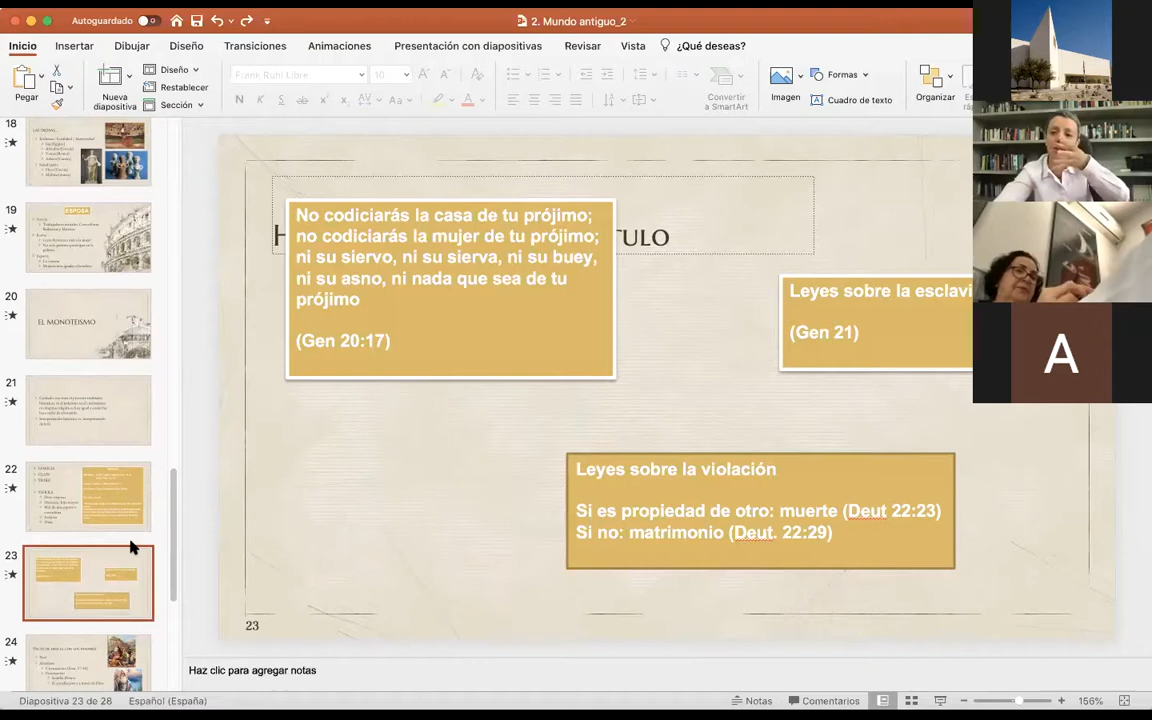 Autoguardado
2. Mundo antiguo_2
Inicio
Insertar
Dibujar
Diseño
Transiciones
Animaciones
Presentación con diapositivas
Revisar
Vista
¿Qué deseas?
Pegar
Nueva
diapositiva
Diseño
Restablecer
Sección
Frank Ruhl Libre
10
Convertir
a SmartArt
Imagen
Formas
Cuadro de texto
Organizar
18
19
ESPOSA
20
EL MONOTEISMO
21
22
23
24
No codiciarás la casa de tu prójimo;
no codiciarás la mujer de tu prójimo;
ni su siervo, ni su sierva, ni su buey,
ni su asno, ni nada que sea de tu
prójimo
(Gen 20:17)
TULO
Leyes sobre la esclavi
(Gen 21)
Leyes sobre la violación
Si es propiedad de otro: muerte (Deut 22:23)
Si no: matrimonio (Deut. 22:29)
23
A
Haz clic para agregar notas
Diapositiva 23 de 28
Español (España)
Notas
Comentarios
156%